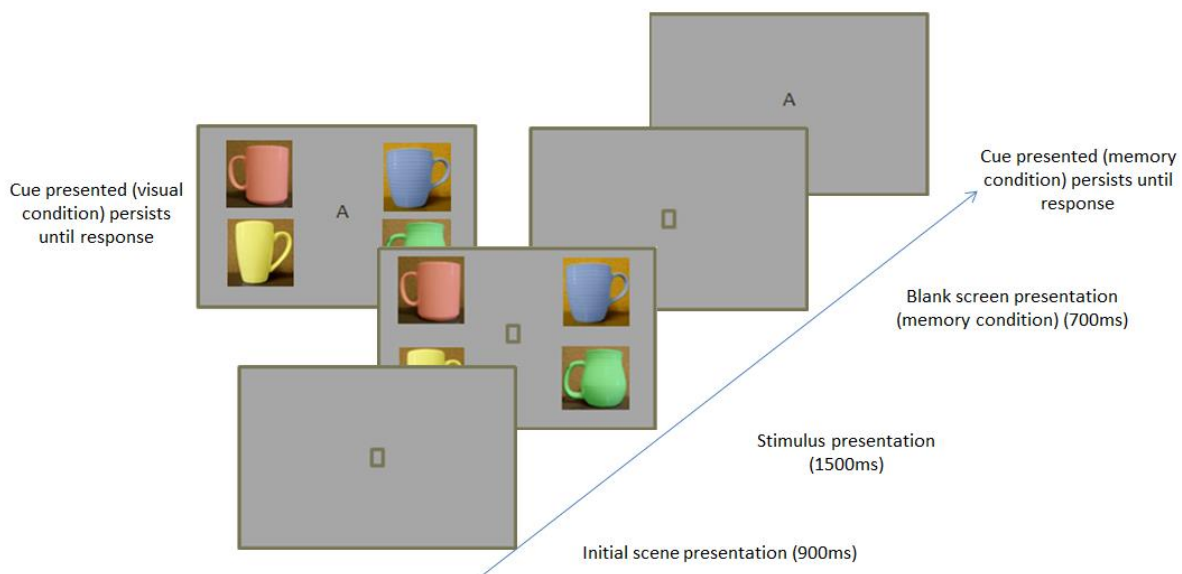 A
Cue presented (memory
condition) persists until
response
Cue presented (visual
condition) persists
until response
A
Blank screen presentation
(memory condition) (700ms)
Stimulus presentation
(1500ms)
Initial scene presentation (900ms)